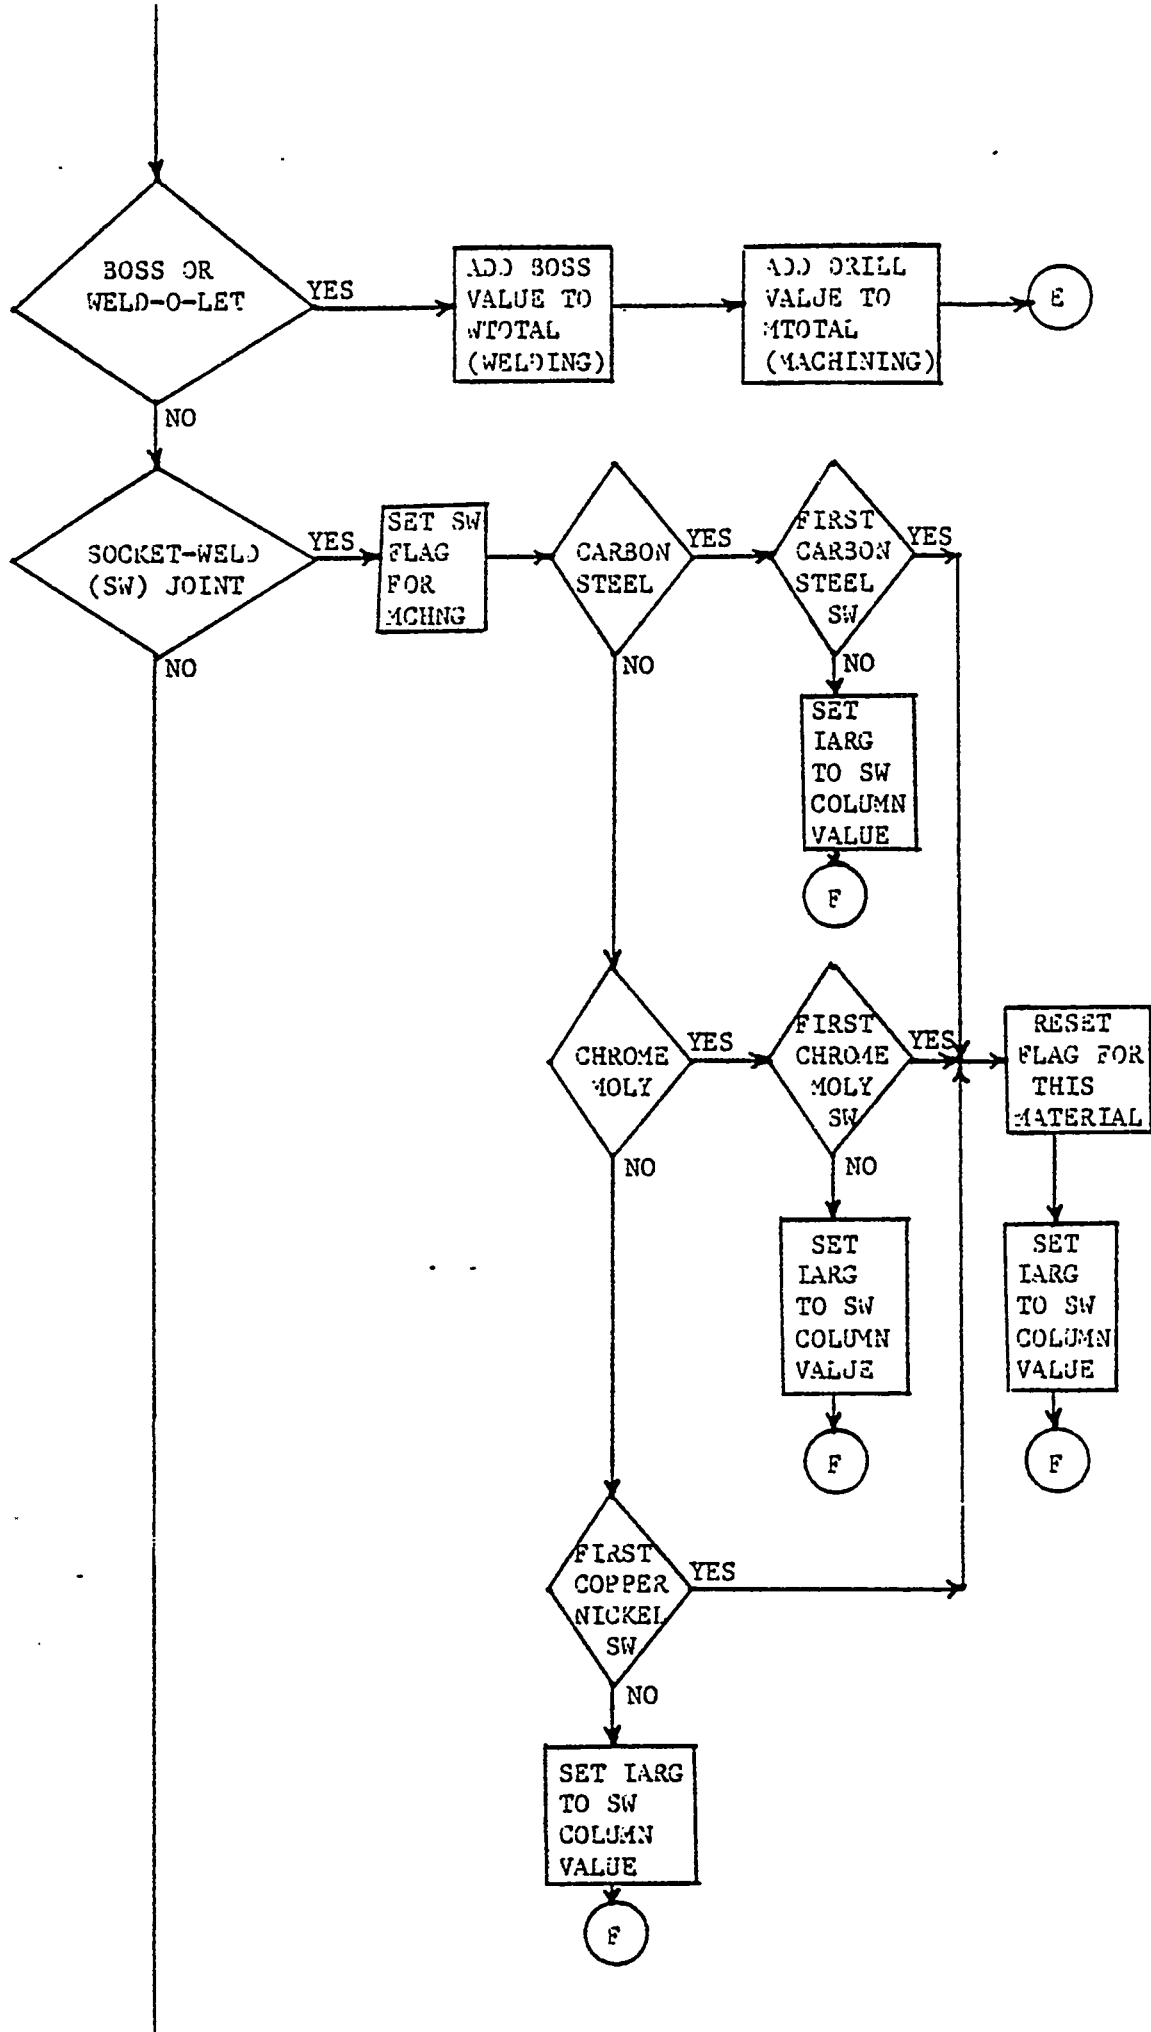 BOSS OR
WELD-O-LET
YES
ADD BOSS
VALUE TO
WTOTAL
(WELDING)
ADD DRILL
VALUE TO
MTOTAL
(MACHINING)
E
NO
SOCKET-WELD
(SW) JOINT
YES
SET SW
FLAG
FOR
MCHNG
CARBON
STEEL
YES
FIRST
CARBON
STEEL
SW
YES
NO
NO
NO
SET
IARG
TO SW
COLUMN
VALUE
F
CHROME
MOLY
YES
FIRST
CHROME
MOLY
SW
YES
RESET
FLAG FOR
THIS
MATERIAL
NO
NO
SET
IARG
TO SW
COLUMN
VALUE
F
SET
IARG
TO SW
COLUMN
VALUE
F
FIRST
COPPER
NICKEL
SW
YES
NO
SET IARG
TO SW
COLUMN
VALUE
F